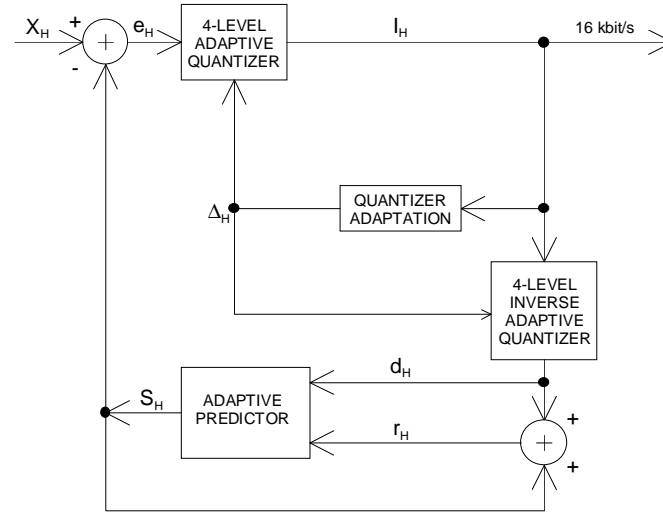 X_H
+
-
e_H
4-LEVEL
ADAPTIVE
QUANTIZER
I_H
16 kbit/s
Δ_H
QUANTIZER
ADAPTATION
4-LEVEL
INVERSE
ADAPTIVE
QUANTIZER
S_H
ADAPTIVE
PREDICTOR
d_H
r_H
+
+